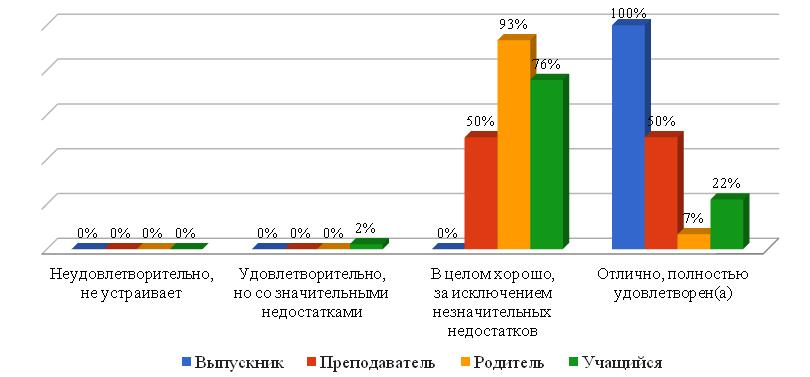 100%
93%
76%
50%
50%
22%
0% 0% 0% 0%
0% 0% 0% 2%
0%
7%
Неудовлетворительно,
не устраивает
Удовлетворительно,
но со значительными
недостатками
В целом хорошо,
за исключением
незначительных
недостатков
Отлично, полностью
удовлетворен(а)
Выпускник Преподаватель Родитель Учащийся